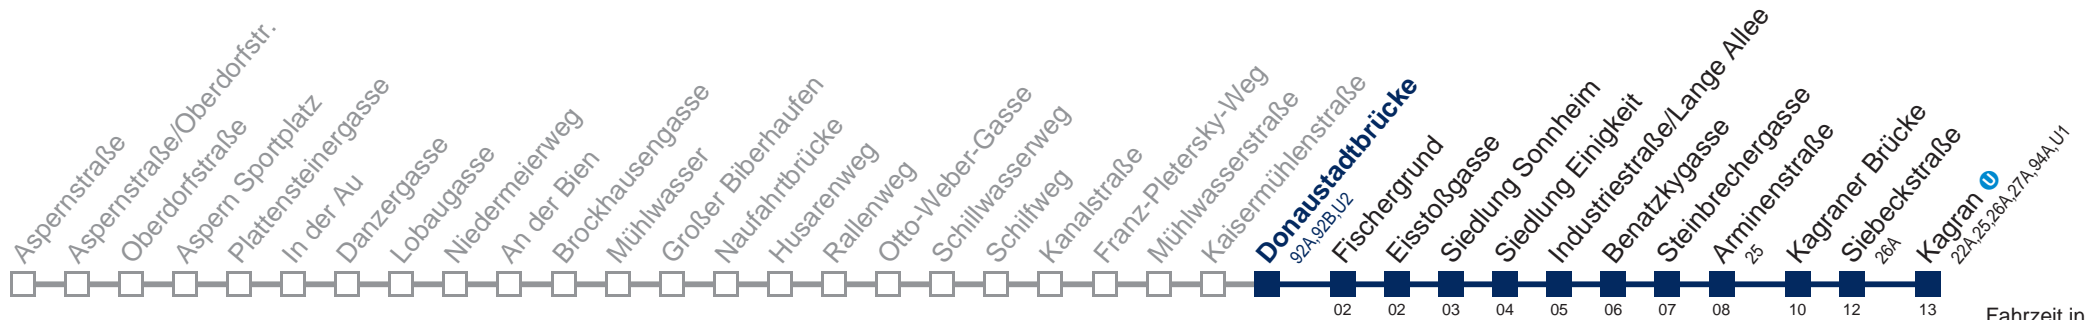 Aspernstraße
Aspernstraße/Oberdorfstr.
Oberdorfstraße
Aspern Sportplatz
Plattensteinergasse
In der Au
Danzergasse
Lobaugasse
Niedermeierweg
An der Bien
Brockhausengasse
Mühlwasser
Großer Biberhaufen
Naufahrtbrücke
Husarenweg
Rallenweg
Otto-Weber-Gasse
Schillwasserweg
Schilfweg
Kanalstraße
Franz-Pletersky-Weg
Mühlwasserstraße
Kaisermühlenstraße
Donaustadtbrücke
92A,92B,U2
Fischergrund
Eisstoßgasse
Siedlung Sonnheim
Siedlung Einigkeit
Industriestraße/Lange Allee
Benatzkygasse
Steinbrechergasse
Arminenstraße
25
Kagraner Brücke
Siebeckstraße
26A
Kagran U
22A,25,26A,27A,94A,U1
02 02 03 04 05 06 07 08 10 12 13
Fahrzeit in